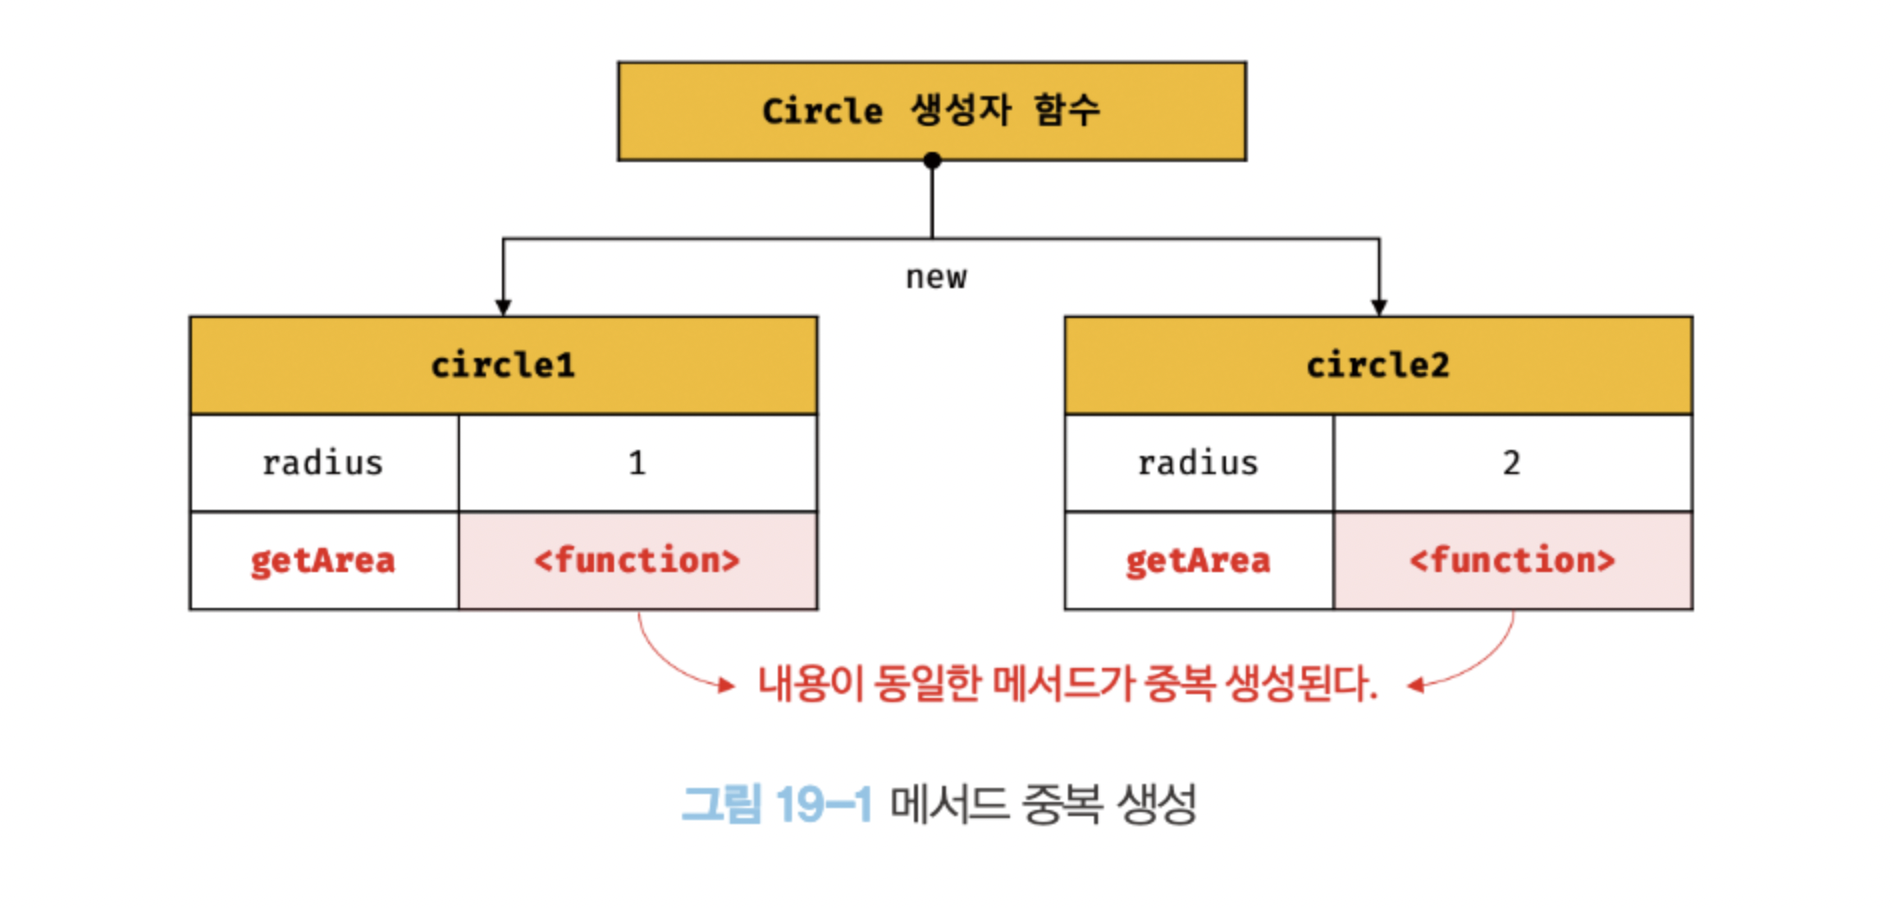 Circle 생성자 함수
new
circle1
radius 1
getArea <function>
circle2
radius 2
getArea <function>
내용이 동일한 메서드가 중복 생성된다.
그림 19-1 메서드 중복 생성